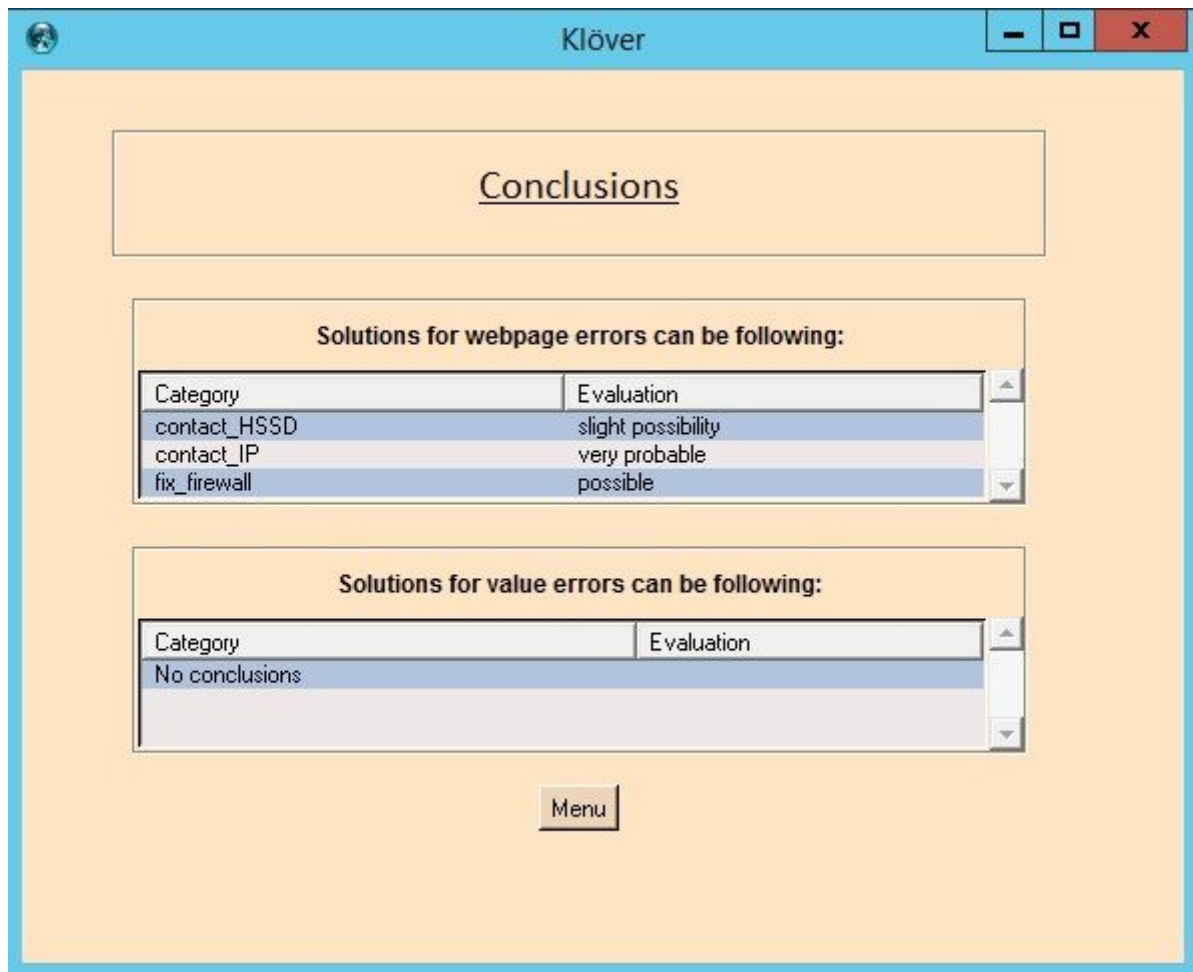 Klöver
Conclusions
Solutions for webpage errors can be following:
Category Evaluation
contact_HSSD slight possibility
contact_IP very probable
fix_firewall possible
Solutions for value errors can be following:
Category Evaluation
No conclusions
Menu